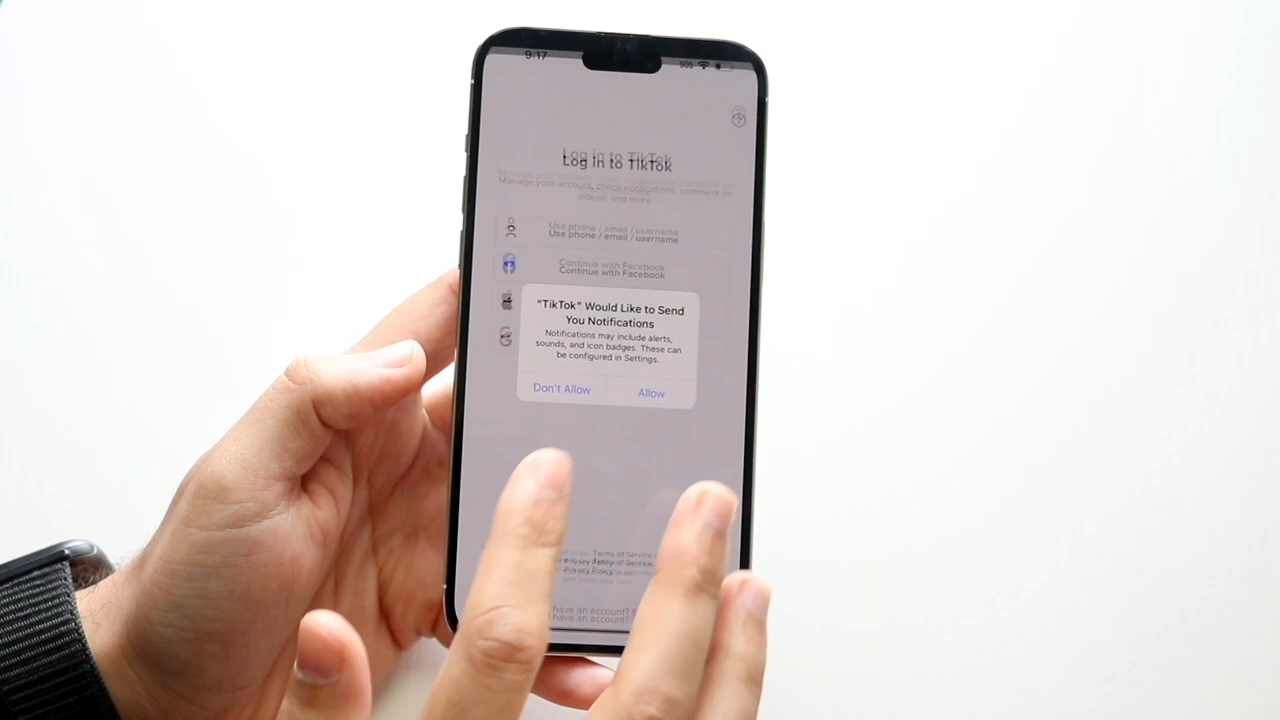 9:17
SOS
?
Log in to TikTok
Manage your account, check notifications, comment on
videos, and more.
Use phone / email / username
Continue with Facebook
"TikTok" Would Like to Send
You Notifications
Notifications may include alerts,
sounds, and icon badges. These can
be configured in Settings.
Don't Allow
Allow
Terms of Service
Privacy Policy
have an account?